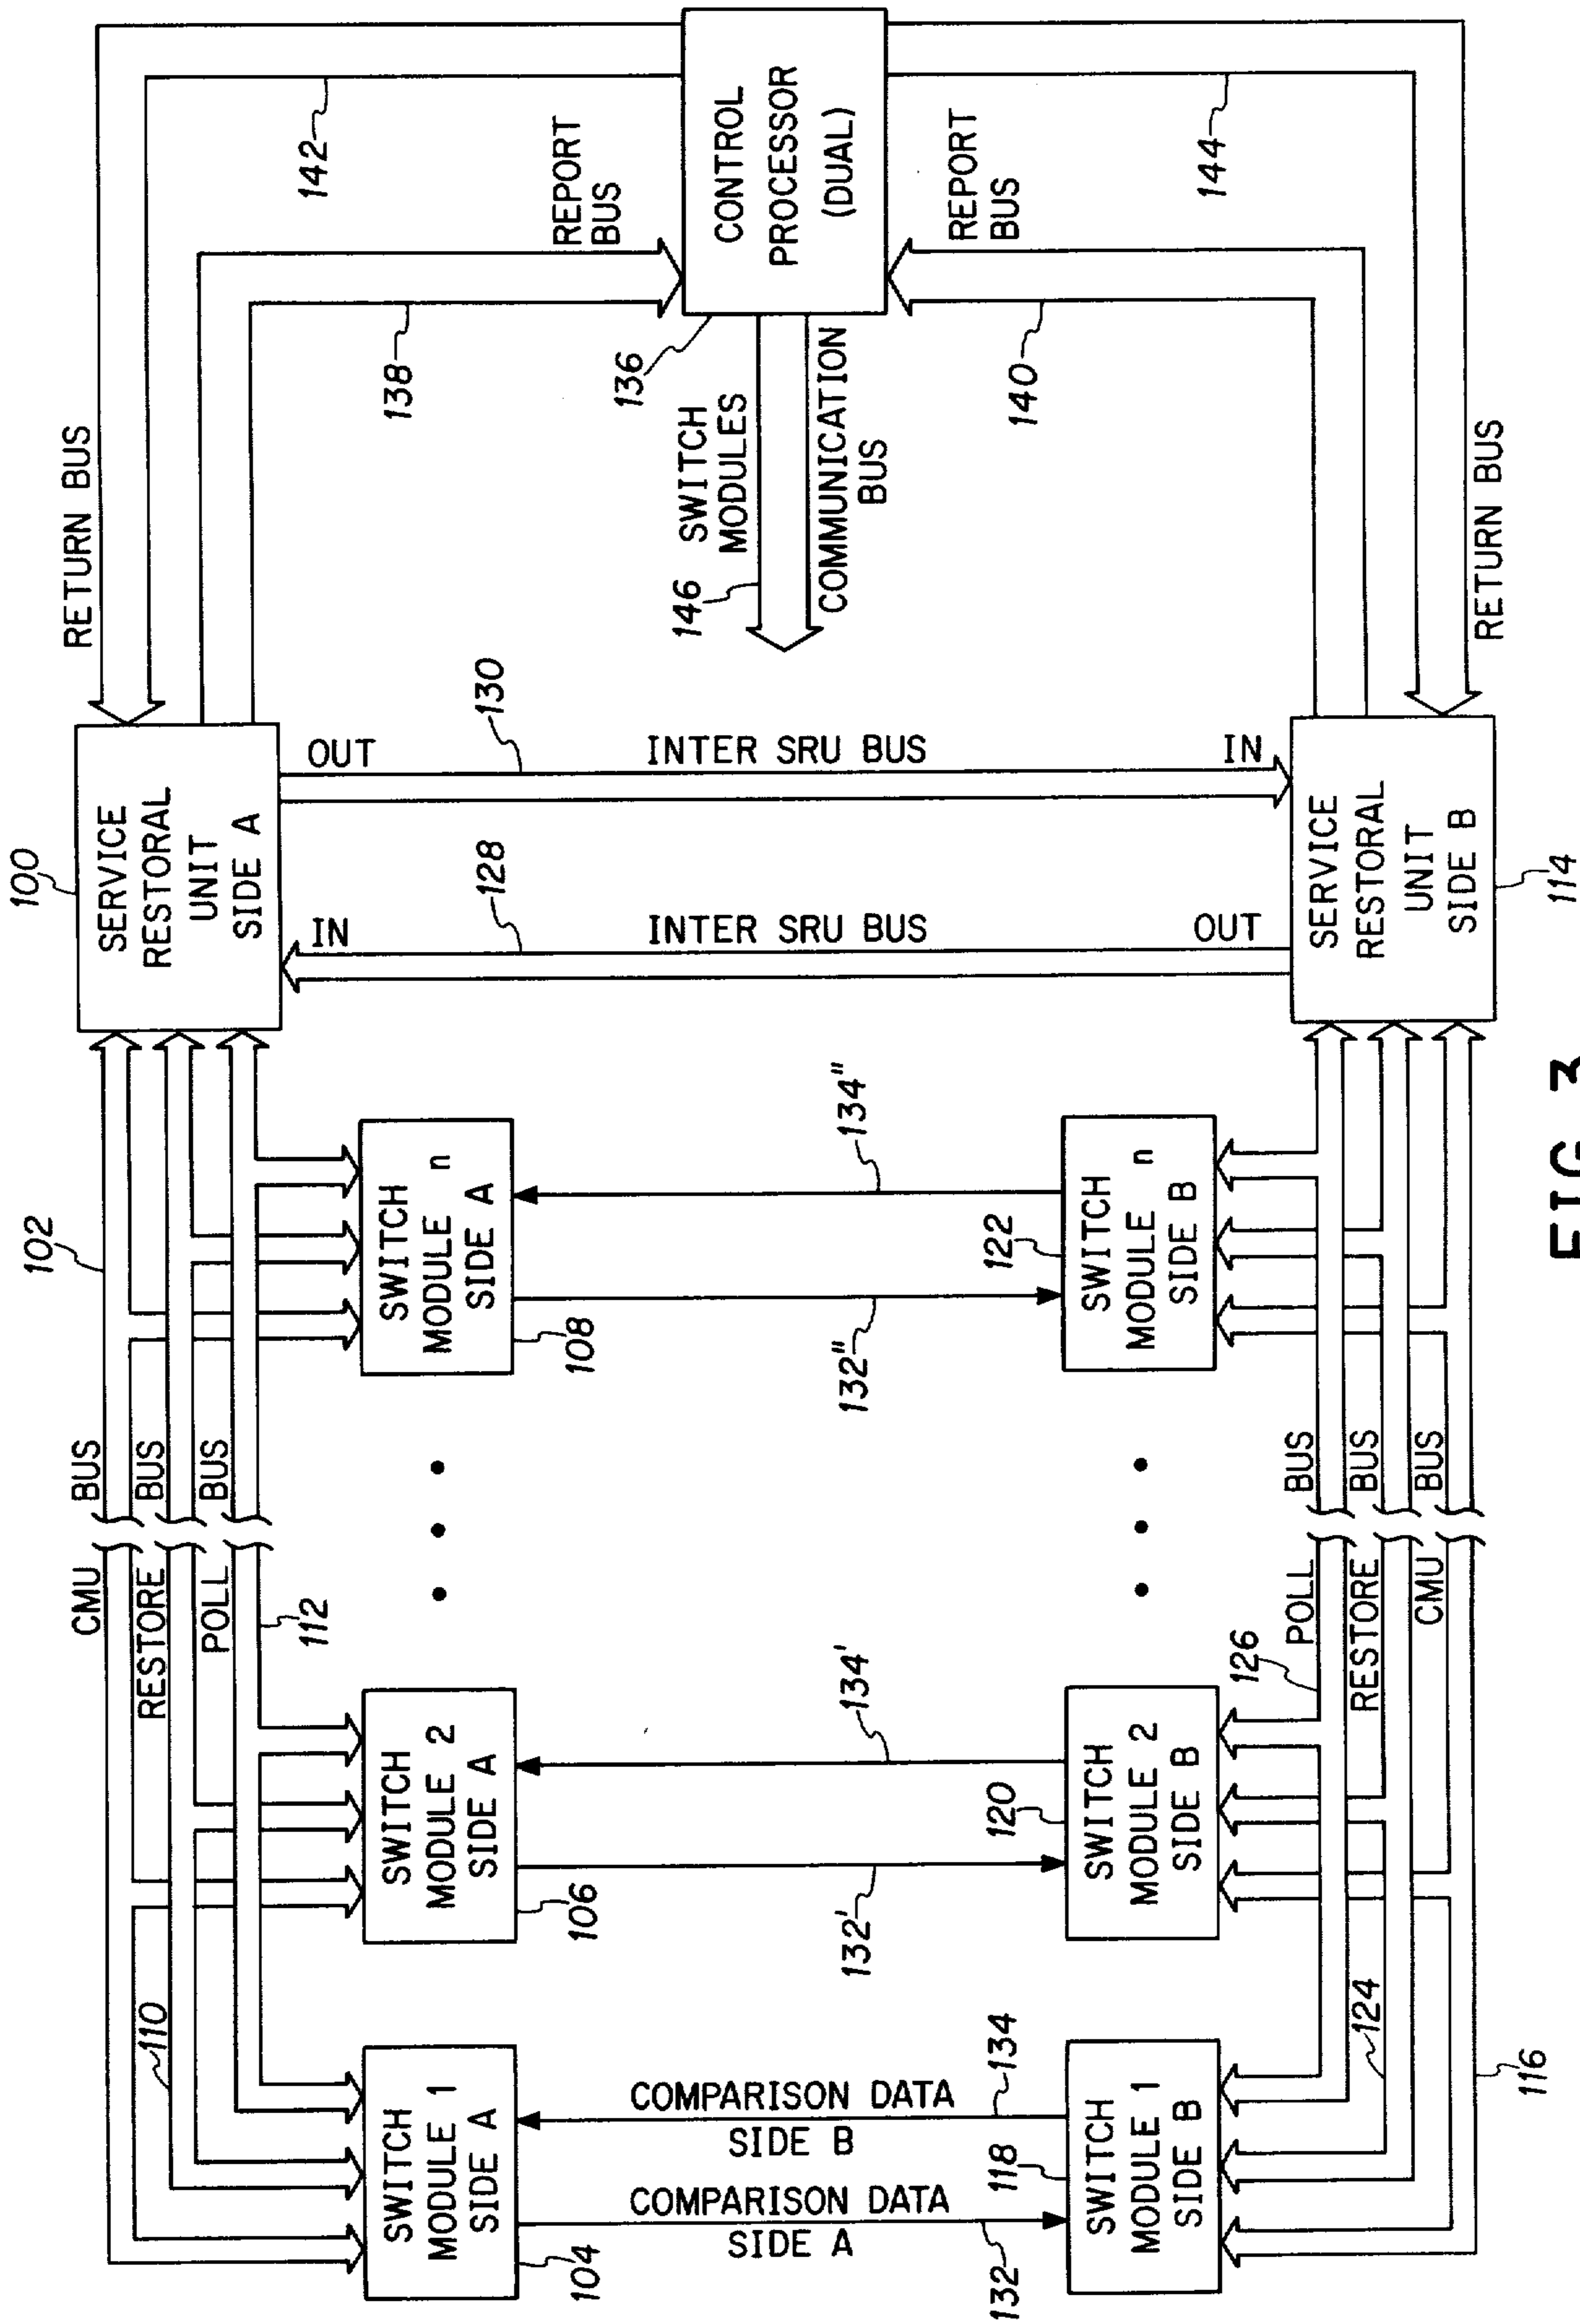 100
SERVICE
RESTORAL
UNIT
SIDE A
RETURN BUS
142
138
REPORT
BUS
CONTROL
PROCESSOR
(DUAL)
136
SWITCH
MODULES
146
COMMUNICATION
BUS
REPORT
BUS
140
144
RETURN BUS
OUT
INTER SRU BUS
IN
130
IN
INTER SRU BUS
OUT
128
SERVICE
RESTORAL
UNIT
SIDE B
114
102
CMU BUS
RESTORE BUS
POLL BUS
110
112
SWITCH
MODULE 1
SIDE A
104
SWITCH
MODULE 2
SIDE A
106
• • •
SWITCH
MODULE n
SIDE A
108
COMPARISON DATA
SIDE B
134
COMPARISON DATA
SIDE A
132
134'
132'
134"
132"
SWITCH
MODULE 1
SIDE B
118
SWITCH
MODULE 2
SIDE B
120
• • •
SWITCH
MODULE n
SIDE B
122
126
POLL BUS
RESTORE BUS
CMU BUS
124
116
FIG. 3